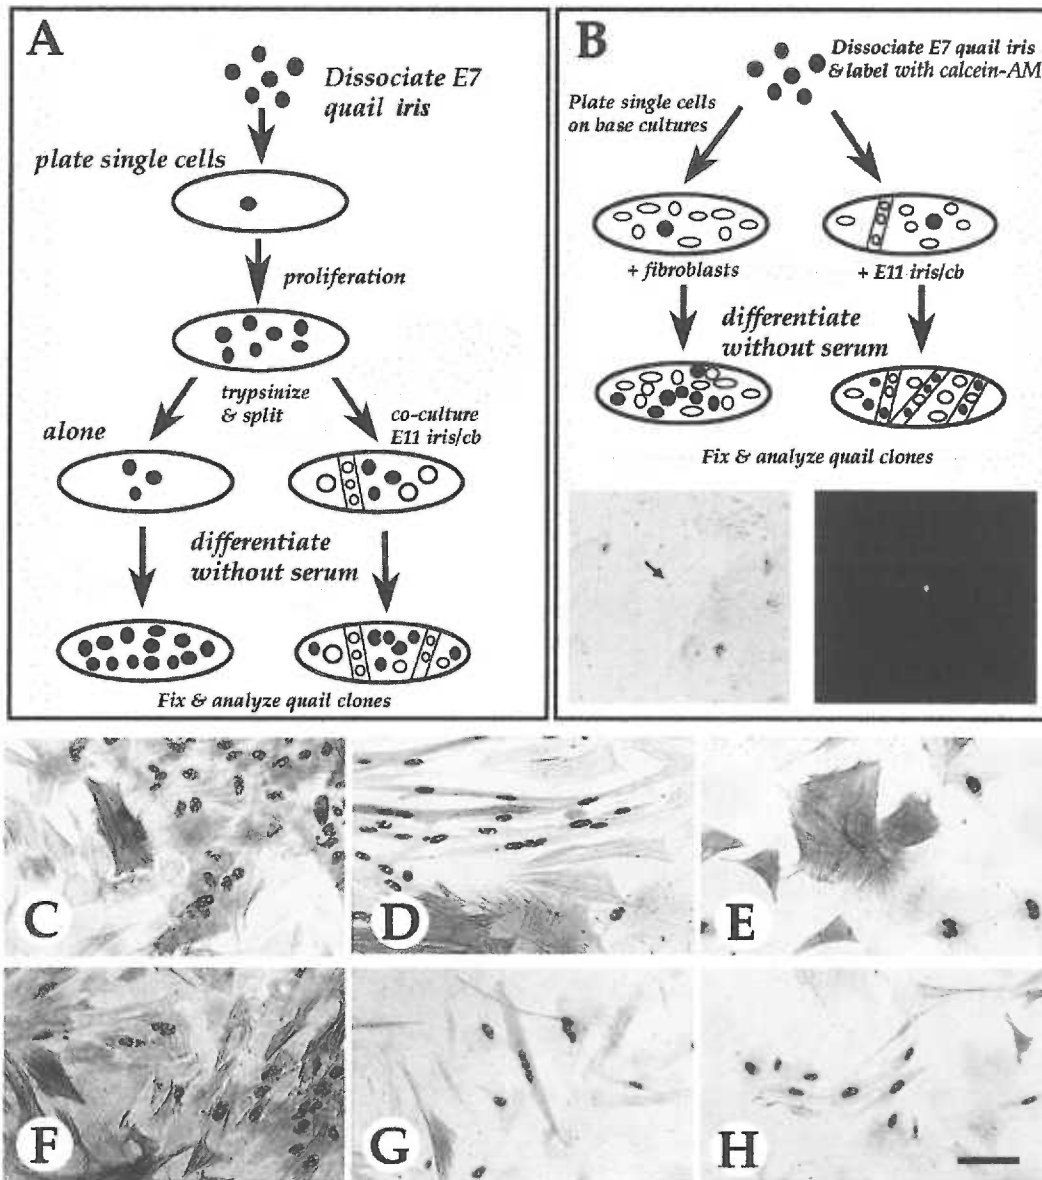 A
Dissociate E7
quail iris
plate single cells
proliferation
trypsinize
& split
alone
co-culture
E11 iris/cb
differentiate
without serum
Fix & analyze quail clones
B
Dissociate E7 quail iris
& label with calcein-AM
Plate single cells
on base cultures
+ fibroblasts
+ E11 iris/cb
differentiate
without serum
Fix & analyze quail clones
C
D
E
F
G
H